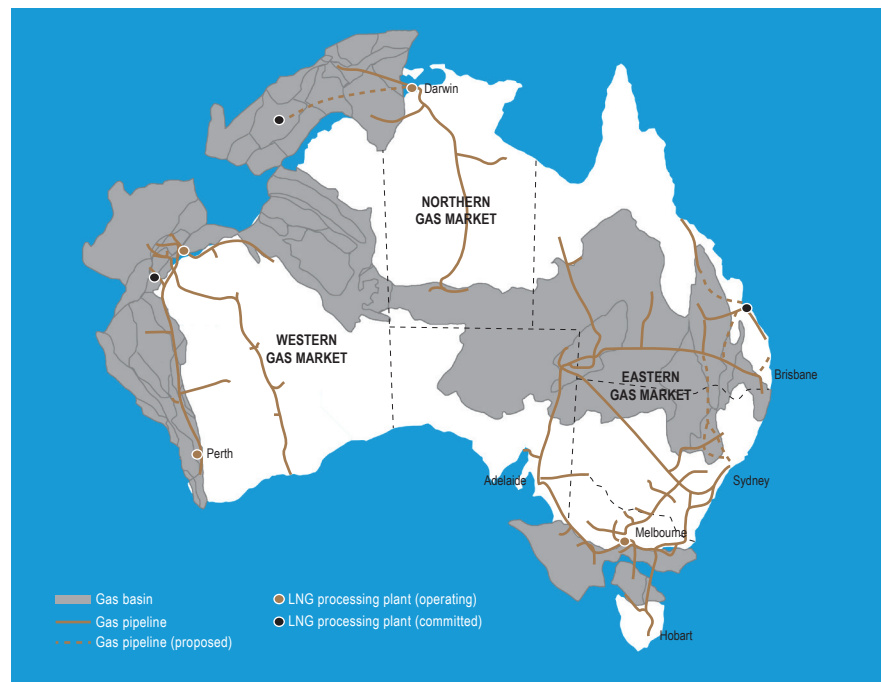 Darwin
NORTHERN
GAS MARKET
WESTERN
GAS MARKET
EASTERN
GAS MARKET
Brisbane
Perth
Adelaide
Sydney
Melbourne
Hobart
Gas basin
Gas pipeline
Gas pipeline (proposed)
LNG processing plant (operating)
LNG processing plant (committed)